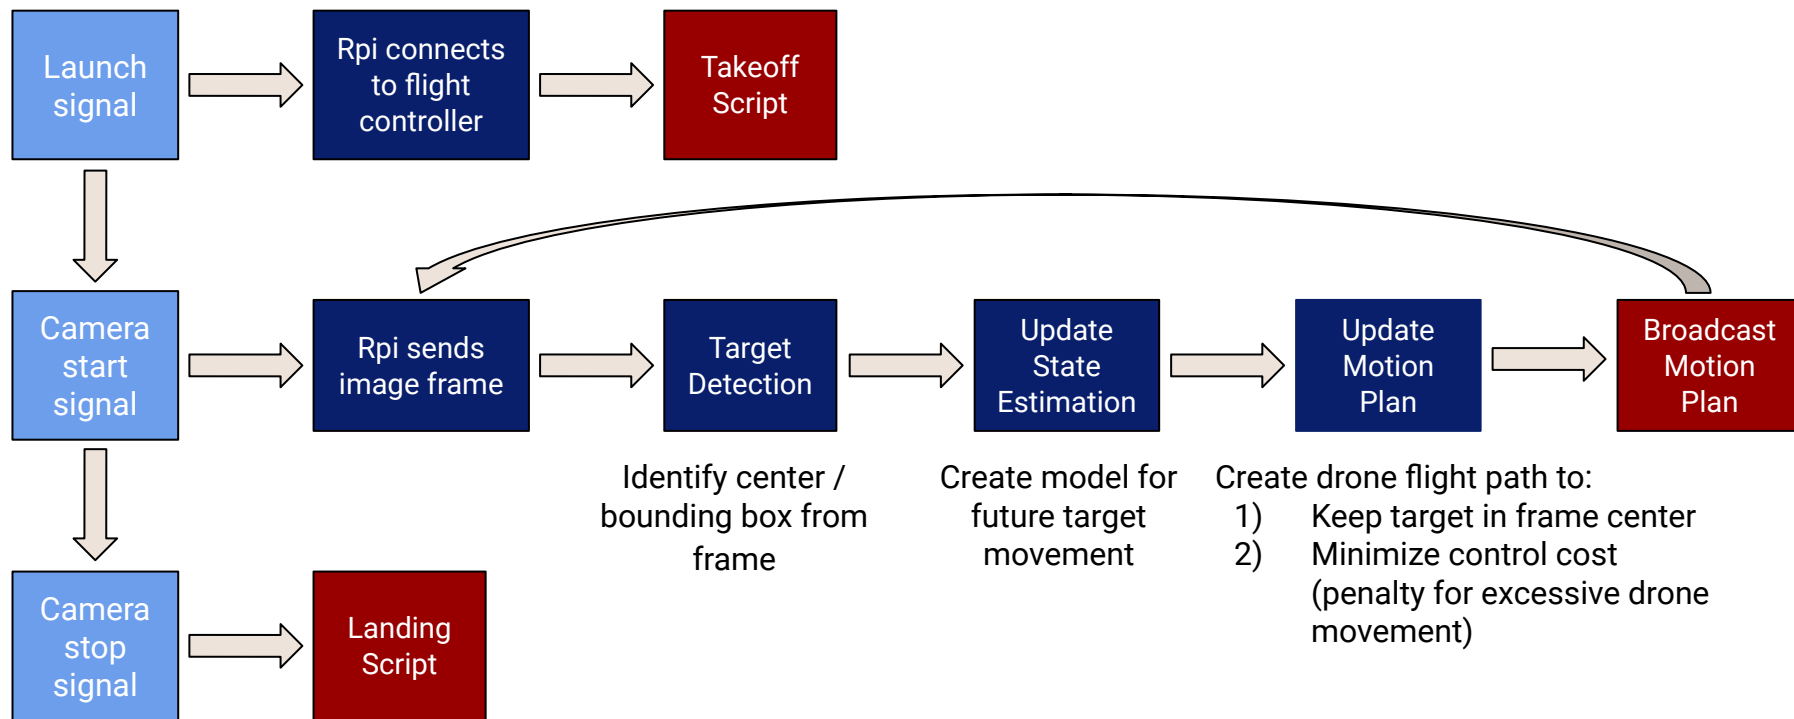 Launch
signal
Rpi connects
to flight
controller
Takeoff
Script
Camera
start
signal
Rpi sends
image frame
Target
Detection
Update
State
Estimation
Update
Motion
Plan
Broadcast
Motion
Plan
Identify center /
bounding box from
frame
Create model for
future target
movement
Create drone flight path to:
1) Keep target in frame center
2) Minimize control cost
(penalty for excessive drone
movement)
Camera
stop
signal
Landing
Script